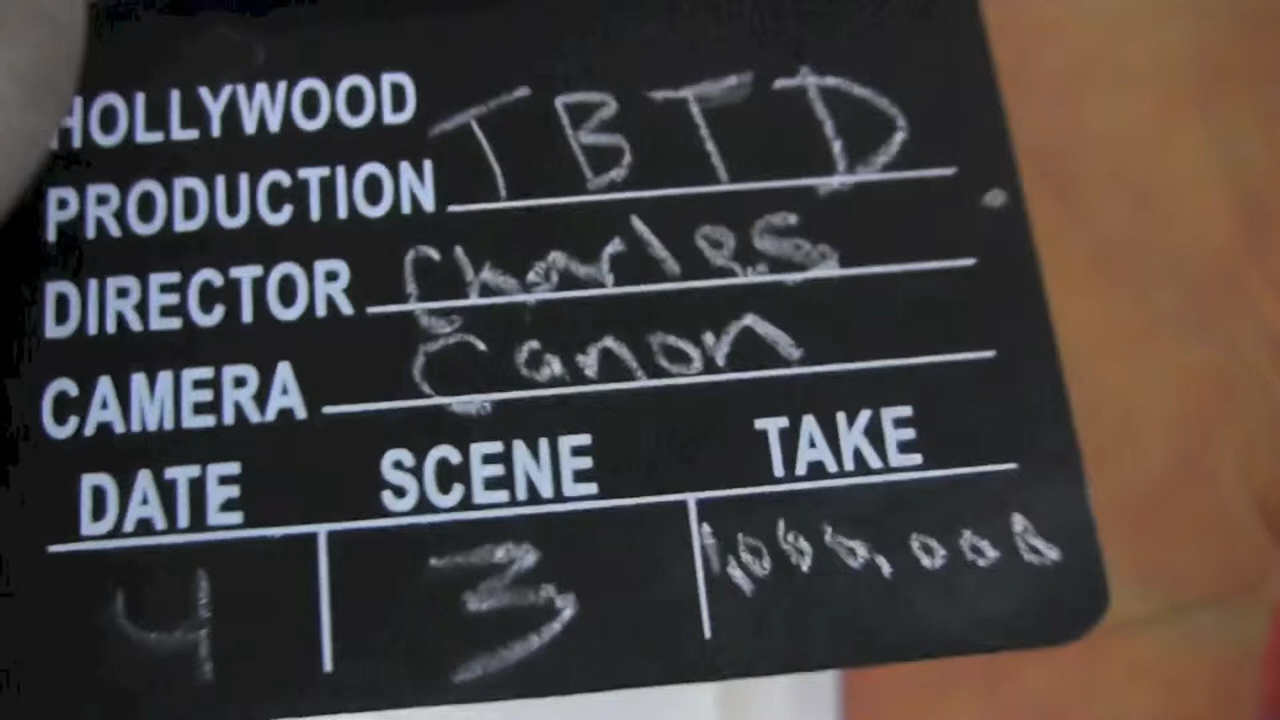 HOLLYWOOD
PRODUCTION TBTD
DIRECTOR Charles
CAMERA Canon
DATE SCENE TAKE
4 3 1,000,000